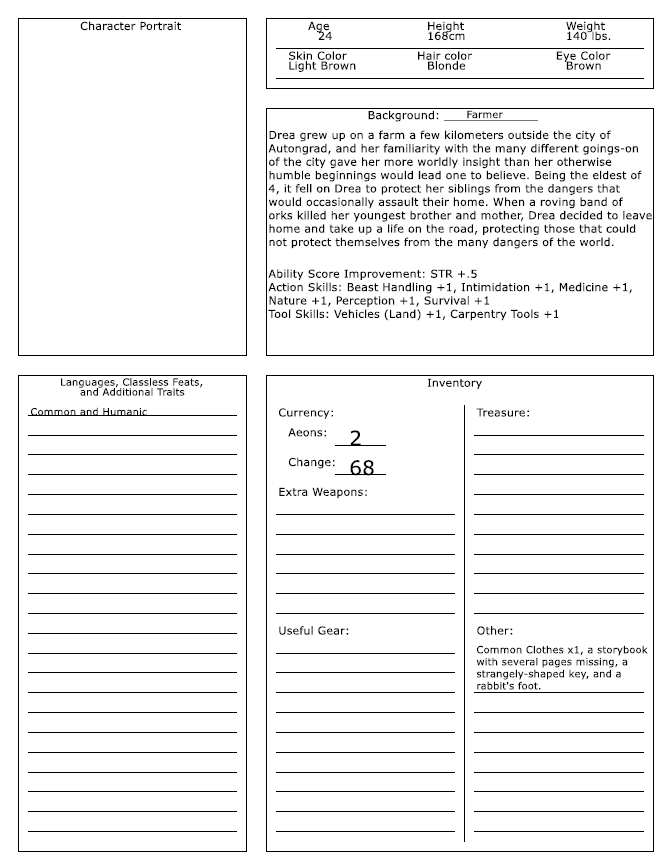 Character Portrait
Age Height Weight
24 168cm 140 lbs.
Skin Color Hair color Eye Color
Light Brown Blonde Brown
Background: Farmer
Drea grew up on a farm a few kilometers outside the city of
Autongrad, and her familiarity with the many different goings-on
of the city gave her more worldly insight than her otherwise
humble beginnings would lead one to believe. Being the eldest of
4, it fell on Drea to protect her siblings from the dangers that
would occasionally assault their home. When a roving band of
orks killed her youngest brother and mother, Drea decided to leave
home and take up a life on the road, protecting those that could
not protect themselves from the many dangers of the world.
Ability Score Improvement: STR +.5
Action Skills: Beast Handling +1, Intimidation +1, Medicine +1,
Nature +1, Perception +1, Survival +1
Tool Skills: Vehicles (Land) +1, Carpentry Tools +1
Languages, Classless Feats,
and Additional Traits
Common and Humanic
Inventory
Currency:
Aeons: 2
Change: 68
Extra Weapons:
Useful Gear:
Treasure:
Other:
Common Clothes x1, a storybook
with several pages missing, a
strangely-shaped key, and a
rabbit's foot.